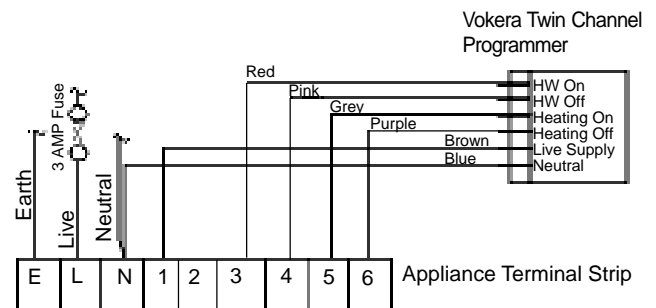 Vokera Twin Channel
Programmer
Red
Pink
Grey
Purple
Brown
Blue
HW On
HW Off
Heating On
Heating Off
Live Supply
Neutral
3 AMP Fuse
Earth
Live
Neutral
E L N 1 2 3 4 5 6
Appliance Terminal Strip